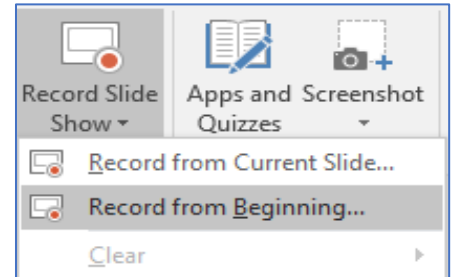 Record Slide Show
Apps and Quizzes
Screenshot
Record from Current Slide...
Record from Beginning...
Clear